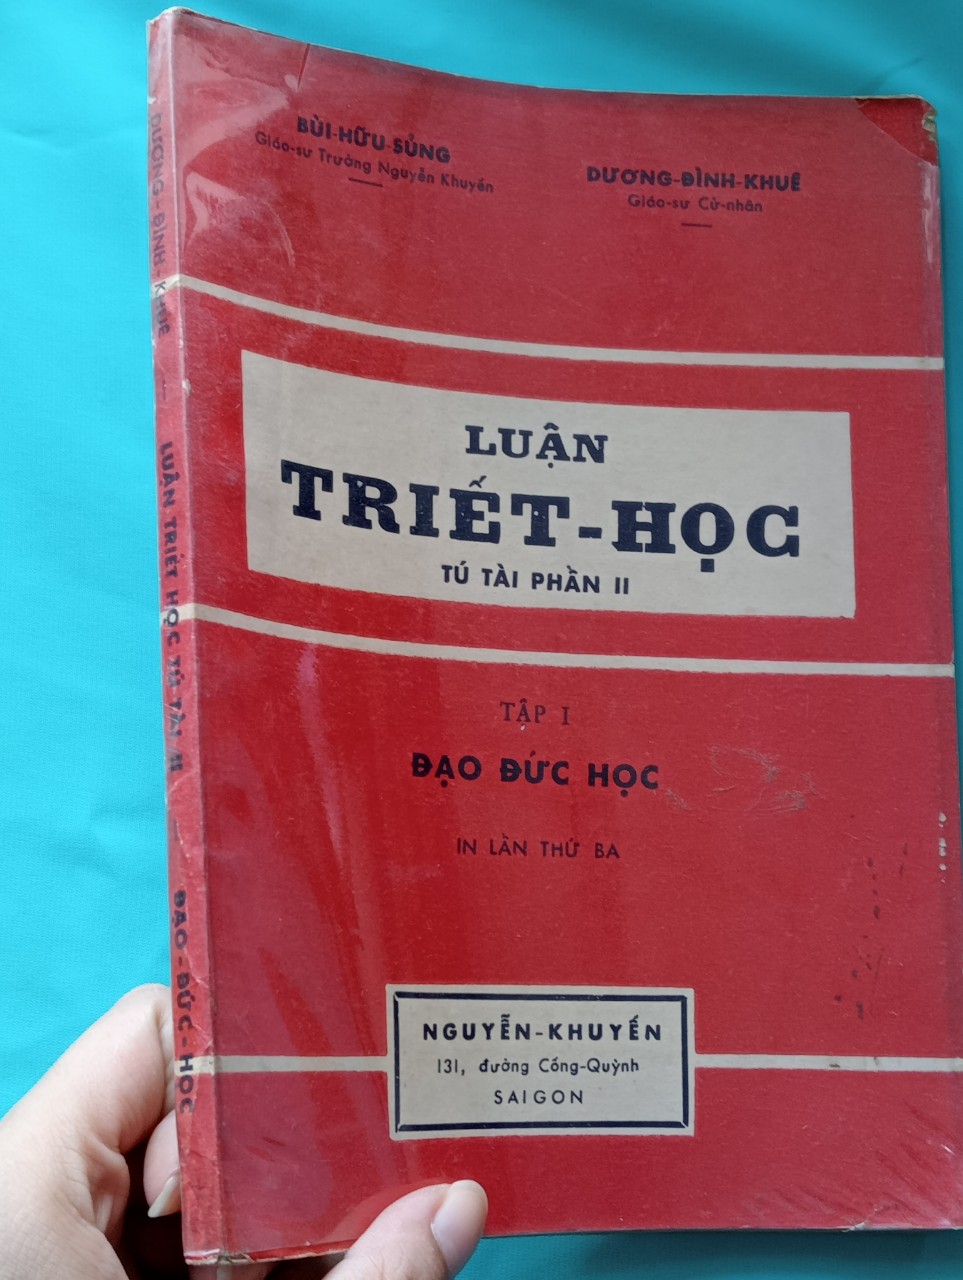 BÙI-HỮU-SỦNG
Giáo-sư Trường Nguyễn Khuyến
DƯƠNG-ĐÌNH-KHUÊ
Giáo-sư Cử-nhân
LUẬN
TRIẾT-HỌC
TÚ TÀI PHẦN II
TẬP I
ĐẠO ĐỨC HỌC
IN LẦN THỨ BA
NGUYỄN-KHUYẾN
131, đường Cống-Quỳnh
SAIGON
DƯƠNG-ĐÌNH-KHUÊ — LUẬN TRIẾT HỌC TÚ TÀI II — ĐẠO-ĐỨC-HỌC